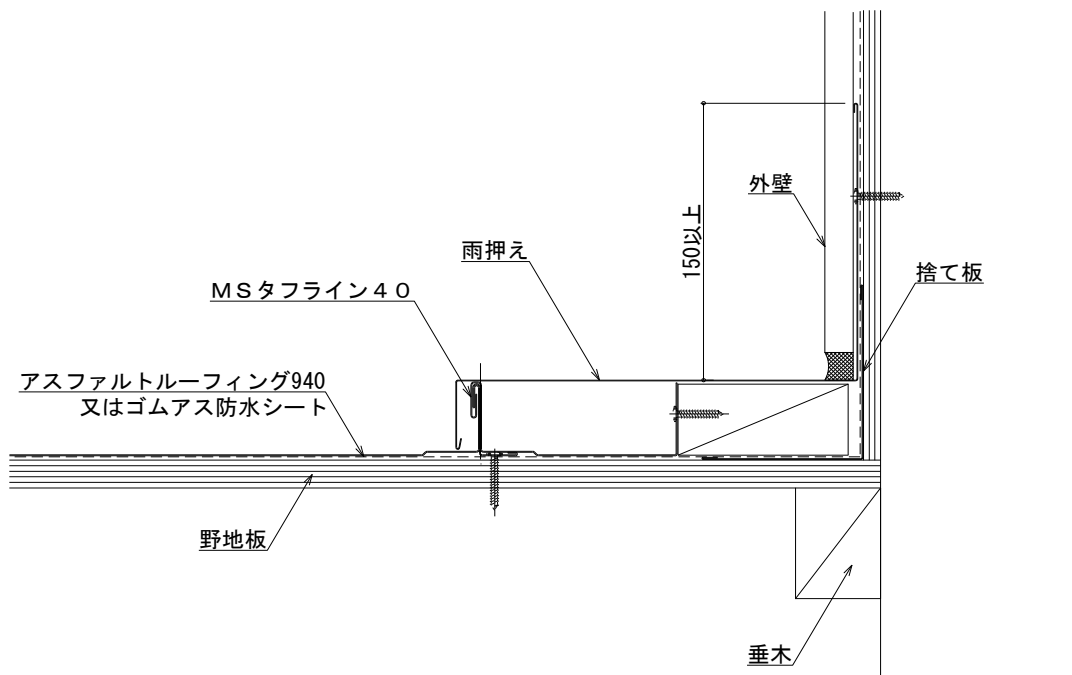 外壁
150以上
雨押え
捨て板
ＭＳタフライン４０
アスファルトルーフィング940
又はゴムアス防水シート
野地板
垂木